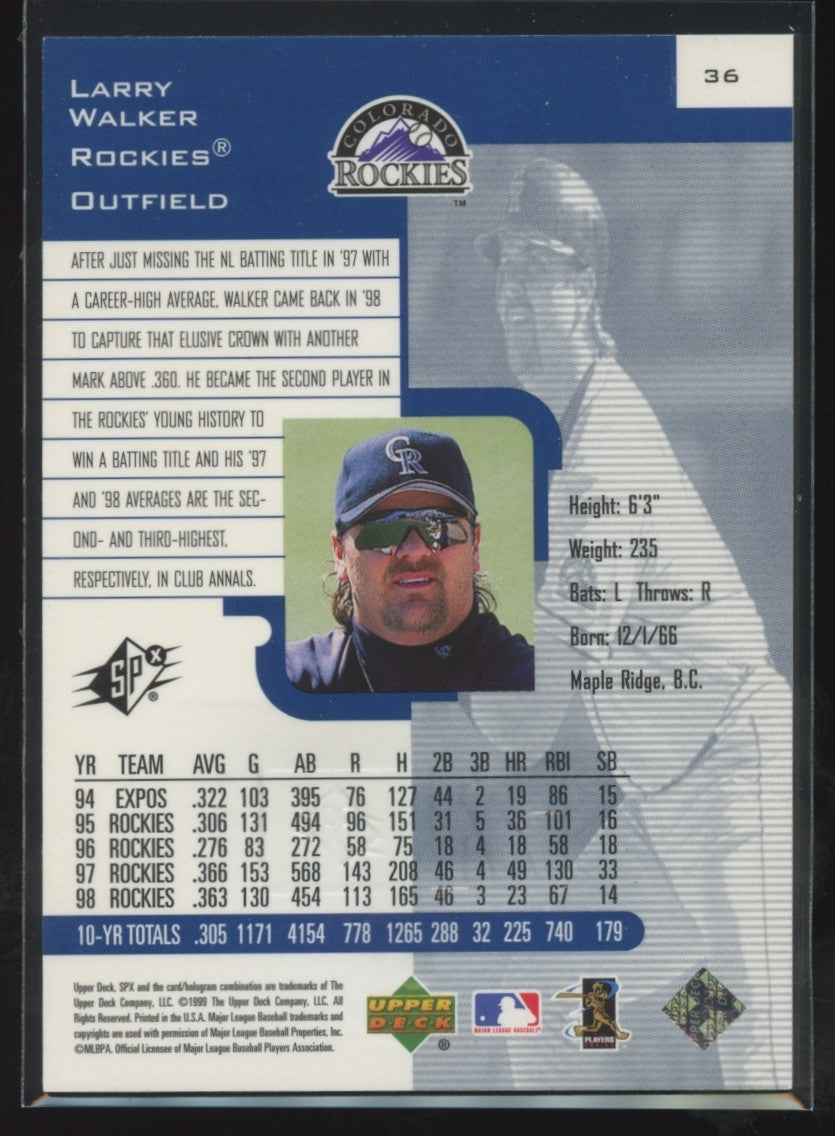 36
LARRY
WALKER
ROCKIES®
OUTFIELD
COLORADO
ROCKIES
TM
AFTER JUST MISSING THE NL BATTING TITLE IN '97 WITH
A CAREER-HIGH AVERAGE, WALKER CAME BACK IN '98
TO CAPTURE THAT ELUSIVE CROWN WITH ANOTHER
MARK ABOVE .360. HE BECAME THE SECOND PLAYER IN
THE ROCKIES' YOUNG HISTORY TO
WIN A BATTING TITLE AND HIS '97
AND '98 AVERAGES ARE THE SEC-
OND- AND THIRD-HIGHEST,
RESPECTIVELY, IN CLUB ANNALS.
CR
Height: 6'3"
Weight: 235
Bats: L Throws: R
Born: 12/1/66
Maple Ridge, B.C.
SPx®
YR TEAM AVG G AB R H 2B 3B HR RBI SB
94 EXPOS .322 103 395 76 127 44 2 19 86 15
95 ROCKIES .306 131 494 96 151 31 5 36 101 16
96 ROCKIES .276 83 272 58 75 18 4 18 58 18
97 ROCKIES .366 153 568 143 208 46 4 49 130 33
98 ROCKIES .363 130 454 113 165 46 3 23 67 14
10-YR TOTALS .305 1171 4154 778 1265 288 32 225 740 179
Upper Deck, SPX and the card/hologram combination are trademarks of The
Upper Deck Company, LLC. ©1999 The Upper Deck Company, LLC. All
Rights Reserved. Printed in the U.S.A. Major League Baseball trademarks and
copyrights are used with permission of Major League Baseball Properties, Inc.
©MLBPA. Official Licensee of Major League Baseball Players Association.
UPPER
DECK
®
MAJOR LEAGUE BASEBALL
PLAYERS